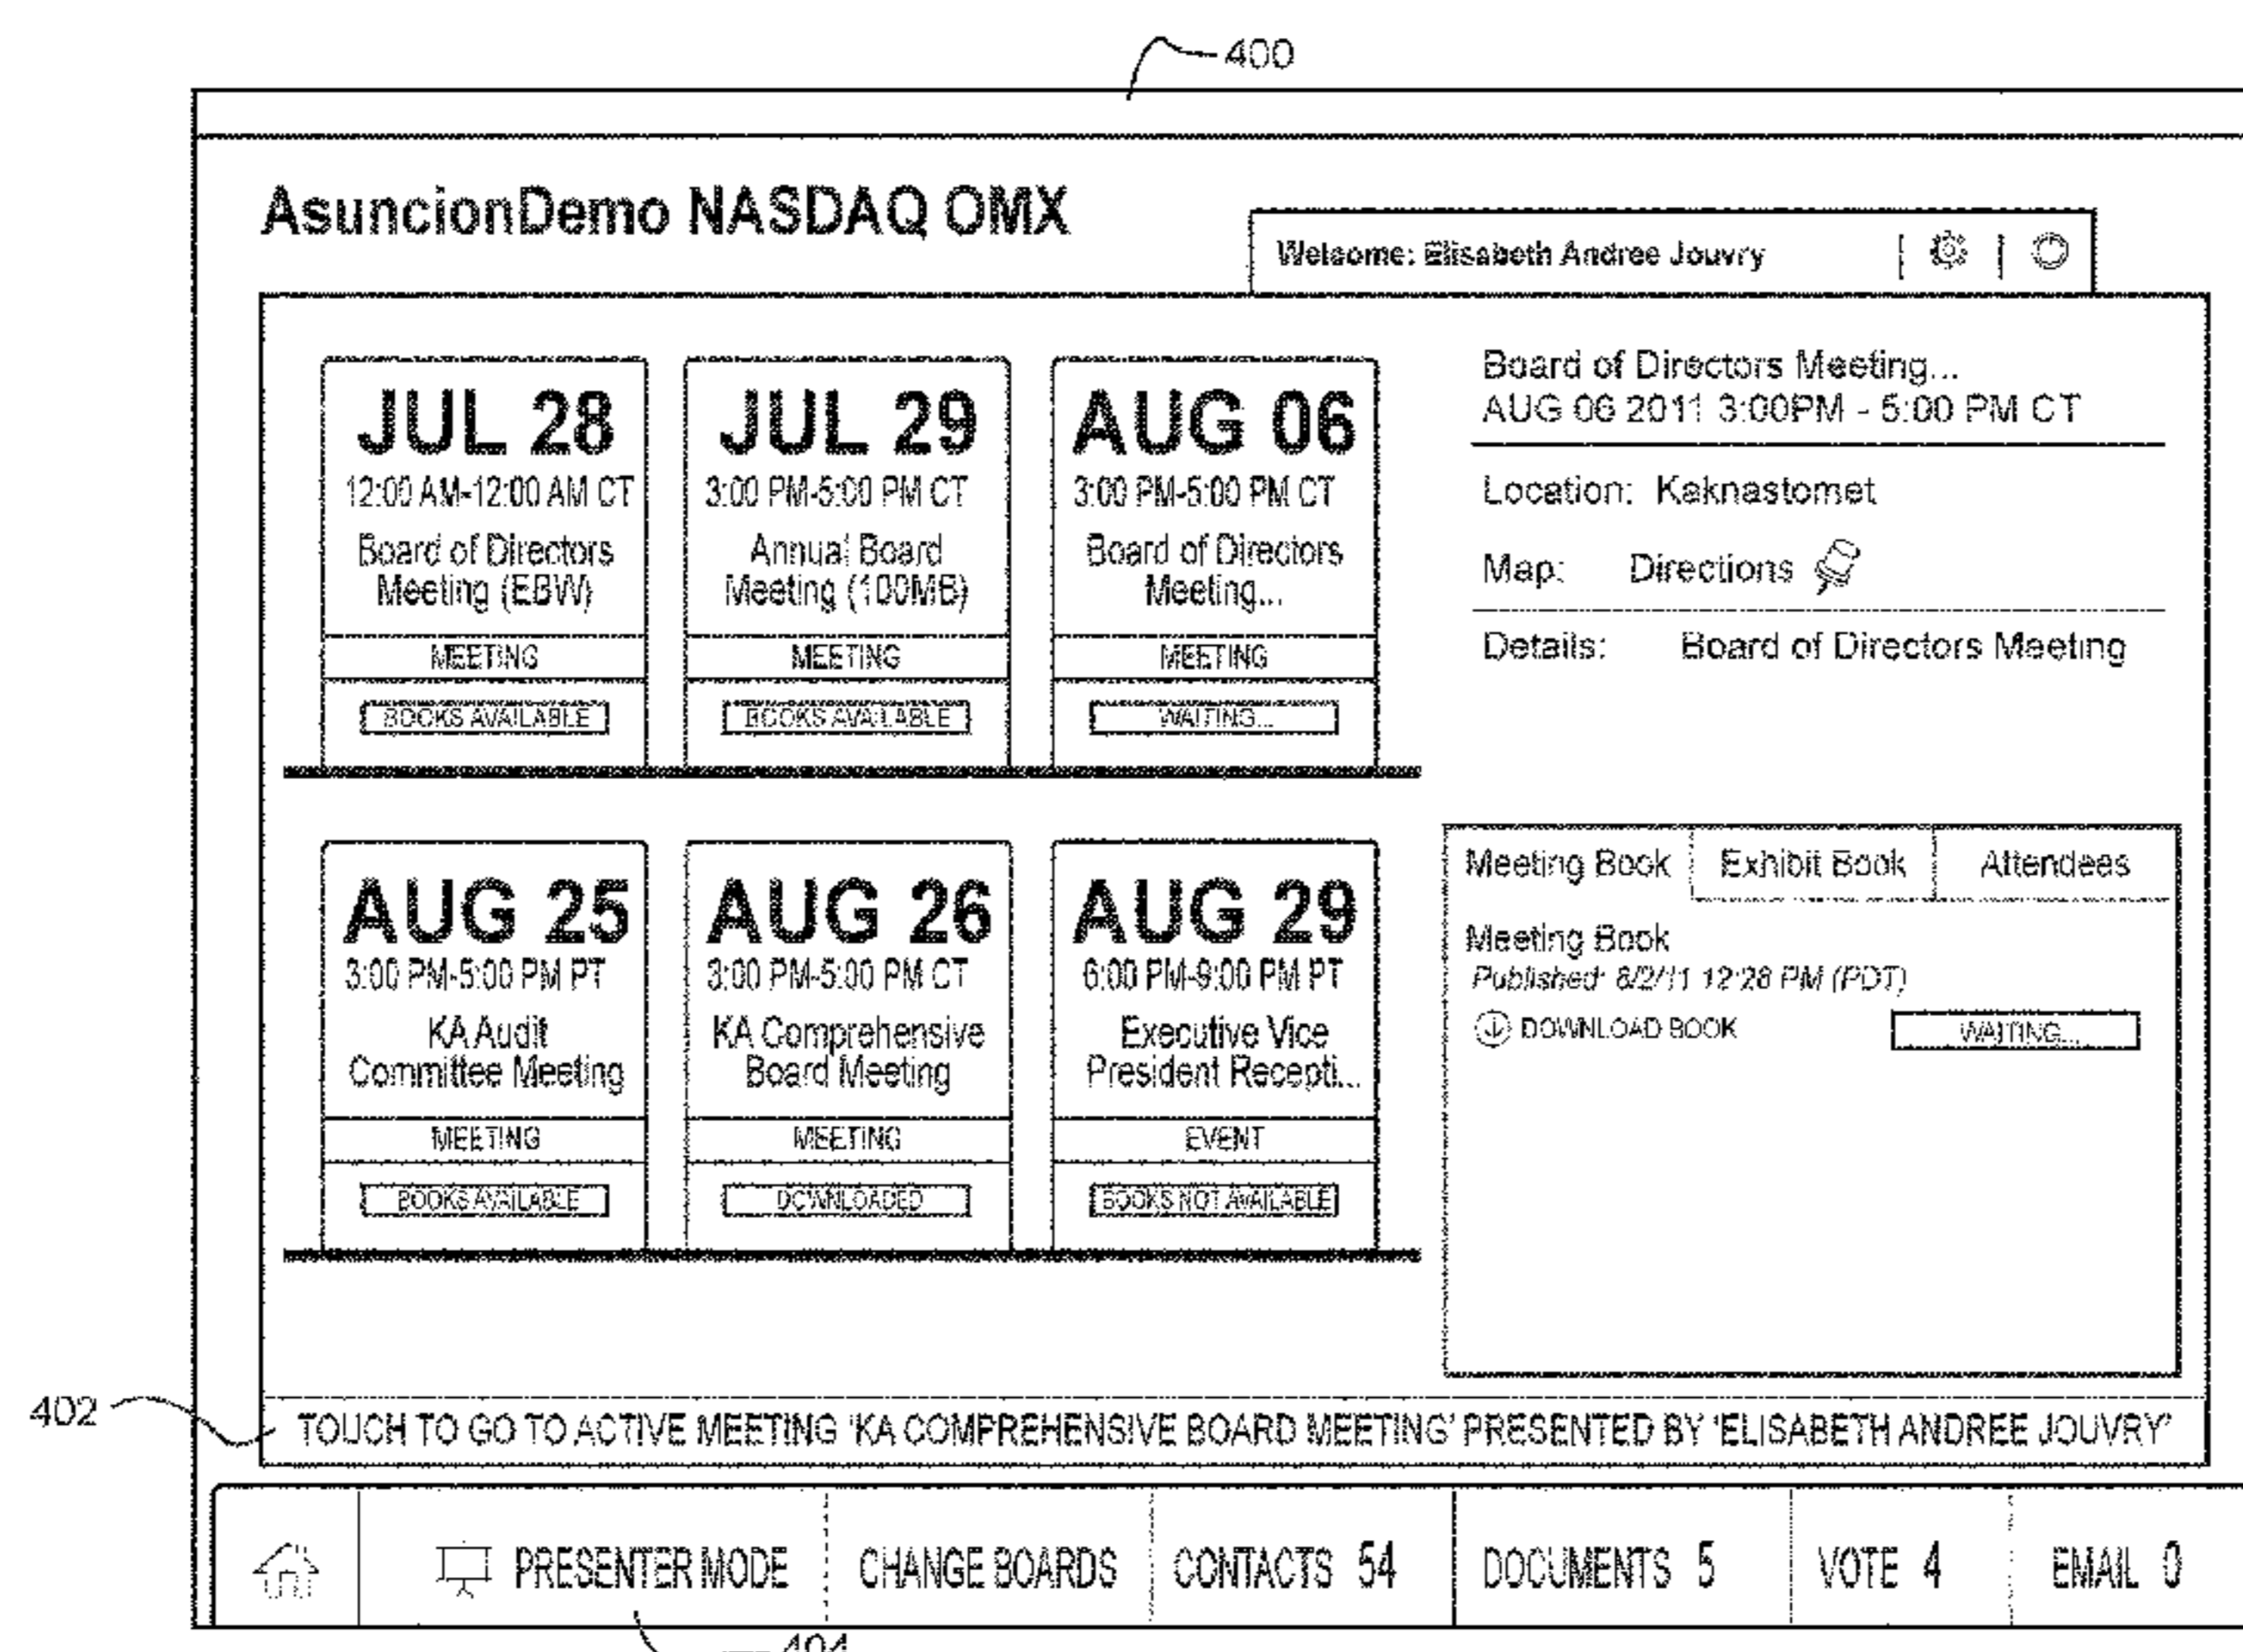 400
AsuncionDemo NASDAQ OMX
Welcome: Elisabeth Andree Jouvry
JUL 28
12:00 AM-12:00 AM CT
Board of Directors
Meeting (EBW)
MEETING
BOOKS AVAILABLE
JUL 29
3:00 PM-5:00 PM CT
Annual Board
Meeting (100MB)
MEETING
BOOKS AVAILABLE
AUG 06
3:00 PM-5:00 PM CT
Board of Directors
Meeting...
MEETING
WAITING...
Board of Directors Meeting...
AUG 06 2011 3:00PM - 5:00 PM CT
Location: Kaknastomet
Map: Directions
Details: Board of Directors Meeting
AUG 25
3:00 PM-5:00 PM PT
KA Audit
Committee Meeting
MEETING
BOOKS AVAILABLE
AUG 26
3:00 PM-5:00 PM CT
KA Comprehensive
Board Meeting
MEETING
DOWNLOADED
AUG 29
6:00 PM-9:00 PM PT
Executive Vice
President Recepti...
EVENT
BOOKS NOT AVAILABLE
Meeting Book Exhibit Book Attendees
Meeting Book
Published: 8/2/11 12:28 PM (PDT)
DOWNLOAD BOOK WAITING...
402
TOUCH TO GO TO ACTIVE MEETING 'KA COMPREHENSIVE BOARD MEETING' PRESENTED BY 'ELISABETH ANDREE JOUVRY'
PRESENTER MODE CHANGE BOARDS CONTACTS 54 DOCUMENTS 5 VOTE 4 EMAIL 0
404